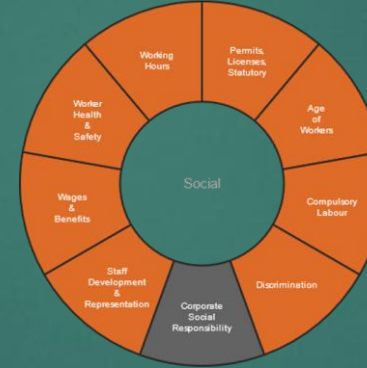 Permits,
Licenses,
Statutory
Age
of
Workers
Compulsory
Labour
Discrimination
Corporate
Social
Responsibility
Staff
Development
&
Representation
Wages
&
Benefits
Worker
Health
&
Safety
Working
Hours
Social